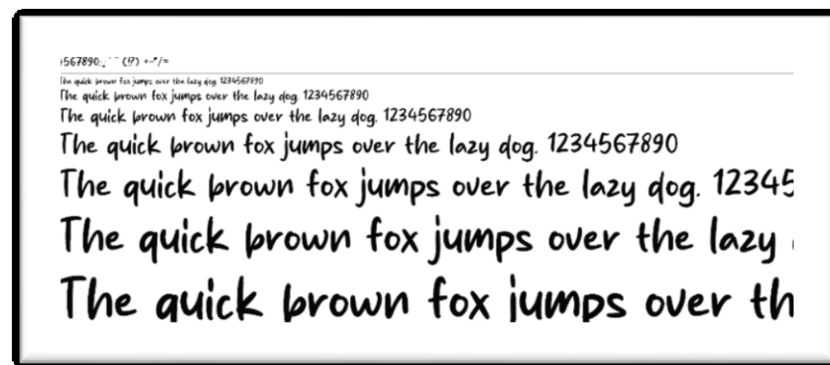 567890.,  (!?) +-*/=
The quick brown fox jumps over the lazy dog. 1234567890
The quick brown fox jumps over the lazy dog. 1234567890
The quick brown fox jumps over the lazy dog. 1234567890
The quick brown fox jumps over the lazy dog. 1234567890
The quick brown fox jumps over the lazy dog. 12345
The quick brown fox jumps over the lazy
The quick brown fox jumps over th